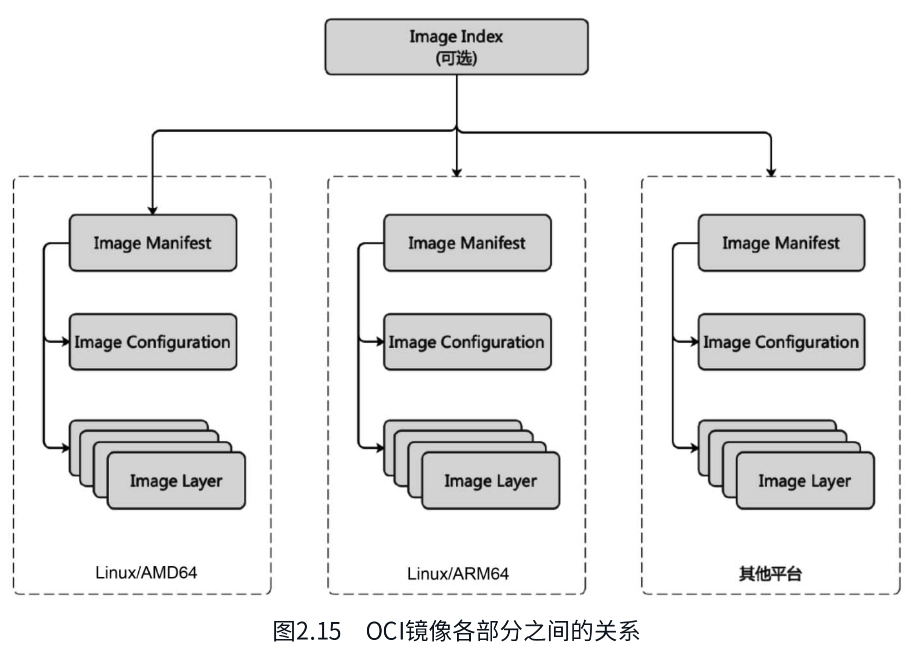 Image Index
(可选)
Image Manifest
Image Configuration
Image Layer
Linux/AMD64
Image Manifest
Image Configuration
Image Layer
Linux/ARM64
Image Manifest
Image Configuration
Image Layer
其他平台
图2.15 OCI镜像各部分之间的关系